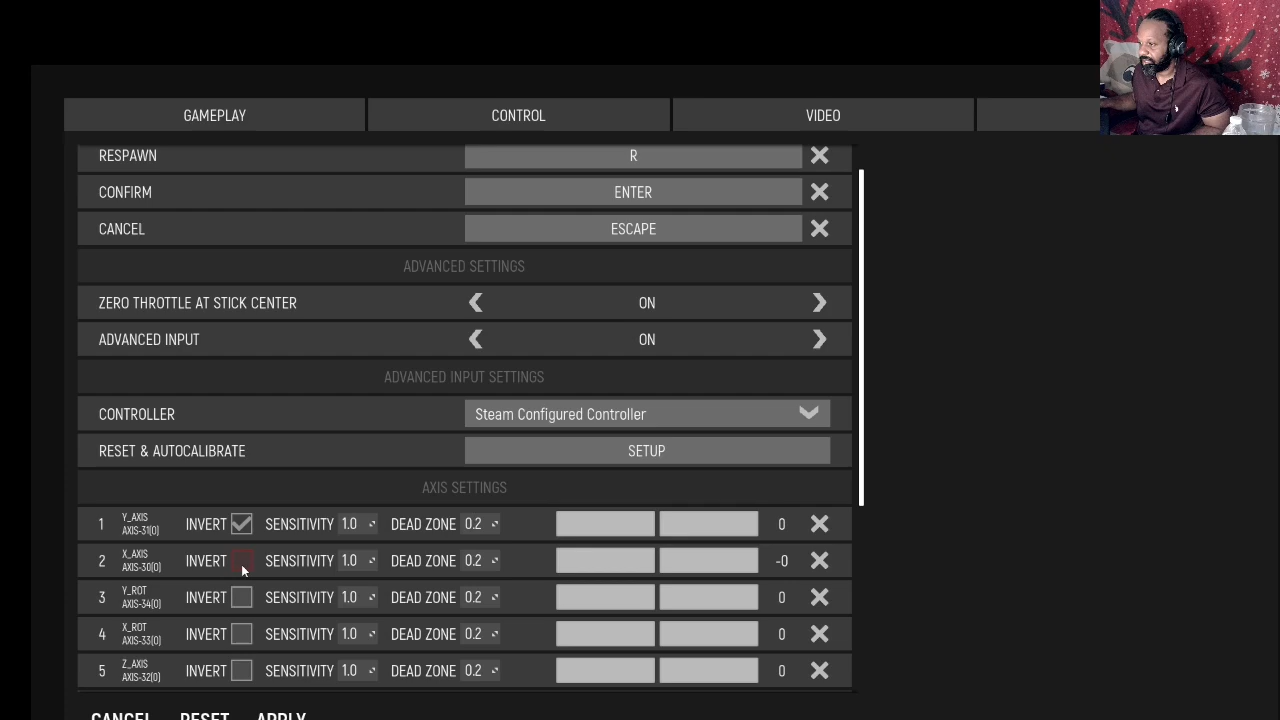 GAMEPLAY CONTROL VIDEO
RESPAWN R
CONFIRM ENTER
CANCEL ESCAPE
ADVANCED SETTINGS
ZERO THROTTLE AT STICK CENTER ON
ADVANCED INPUT ON
ADVANCED INPUT SETTINGS
CONTROLLER Steam Configured Controller
RESET & AUTOCALIBRATE SETUP
AXIS SETTINGS
1 Y_AXIS INVERT SENSITIVITY 1.0 DEAD ZONE 0.2 0
AXIS-31(0)
2 X_AXIS INVERT SENSITIVITY 1.0 DEAD ZONE 0.2 -0
AXIS-30(0)
3 Y_ROT INVERT SENSITIVITY 1.0 DEAD ZONE 0.2 0
AXIS-34(0)
4 X_ROT INVERT SENSITIVITY 1.0 DEAD ZONE 0.2 0
AXIS-33(0)
5 Z_AXIS INVERT SENSITIVITY 1.0 DEAD ZONE 0.2 0
AXIS-32(0)
CANCEL RESET APPLY